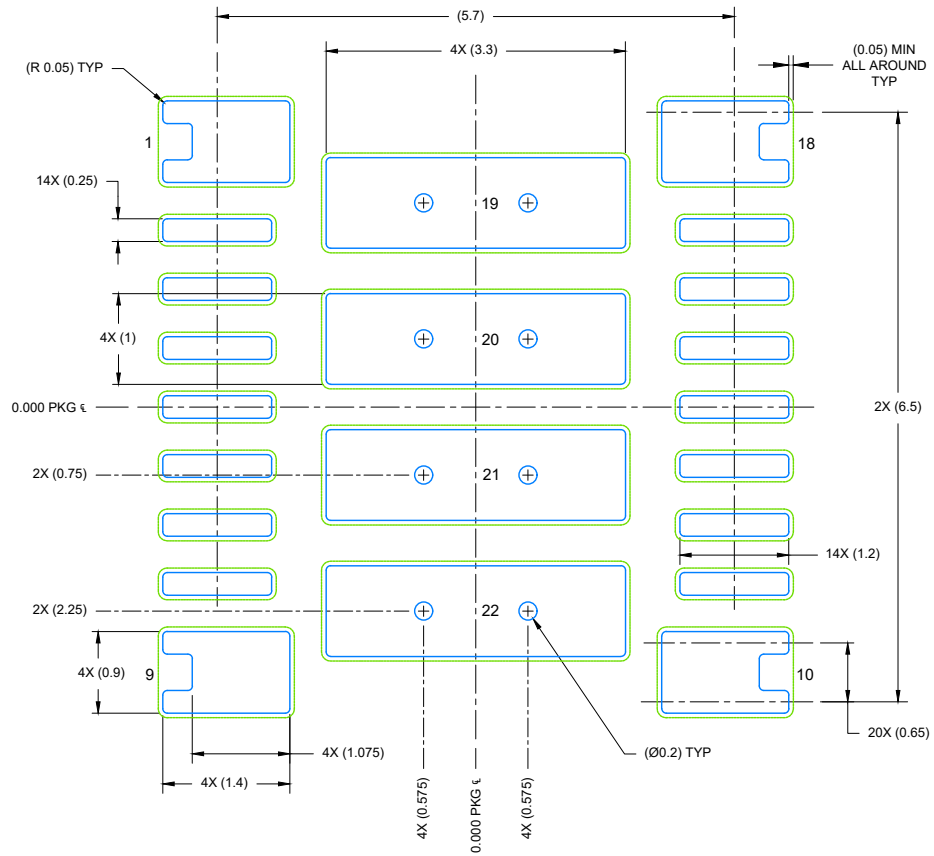 (5.7)
4X (3.3)
(0.05) MIN
ALL AROUND
TYP
(R 0.05) TYP
1
18
14X (0.25)
19
4X (1)
20
0.000 PKG ℄
2X (6.5)
2X (0.75)
21
14X (1.2)
2X (2.25)
22
4X (0.9)
9
10
20X (0.65)
4X (1.075)
(Ø0.2) TYP
4X (1.4)
4X (0.575)
0.000 PKG ℄
4X (0.575)